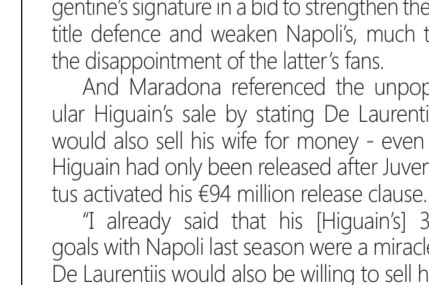 gentine's signature in a bid to strengthen the
title defence and weaken Napoli's, much t
the disappointment of the latter's fans.
And Maradona referenced the unpop
ular Higuain's sale by stating De Laurenti
would also sell his wife for money - even
Higuain had only been released after Juven
tus activated his €94 million release clause.
"I already said that his [Higuain's] 3
goals with Napoli last season were a miracle
De Laurentiis would also be willing to sell h